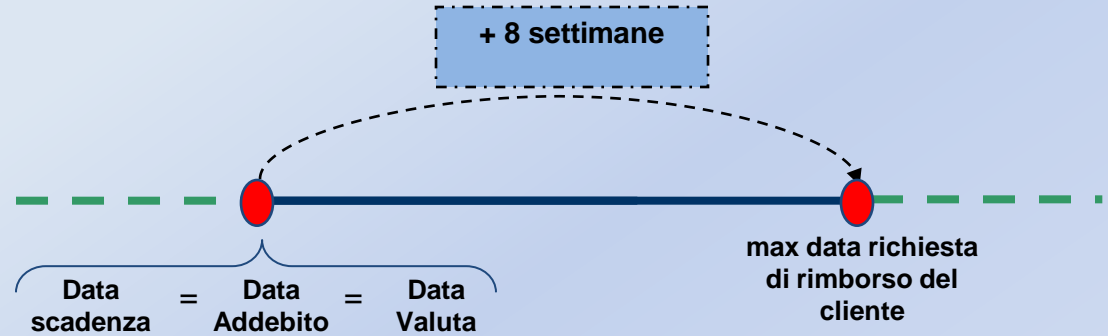 + 8 settimane
max data richiesta
di rimborso del
cliente
Data = Data = Data
scadenza Addebito Valuta